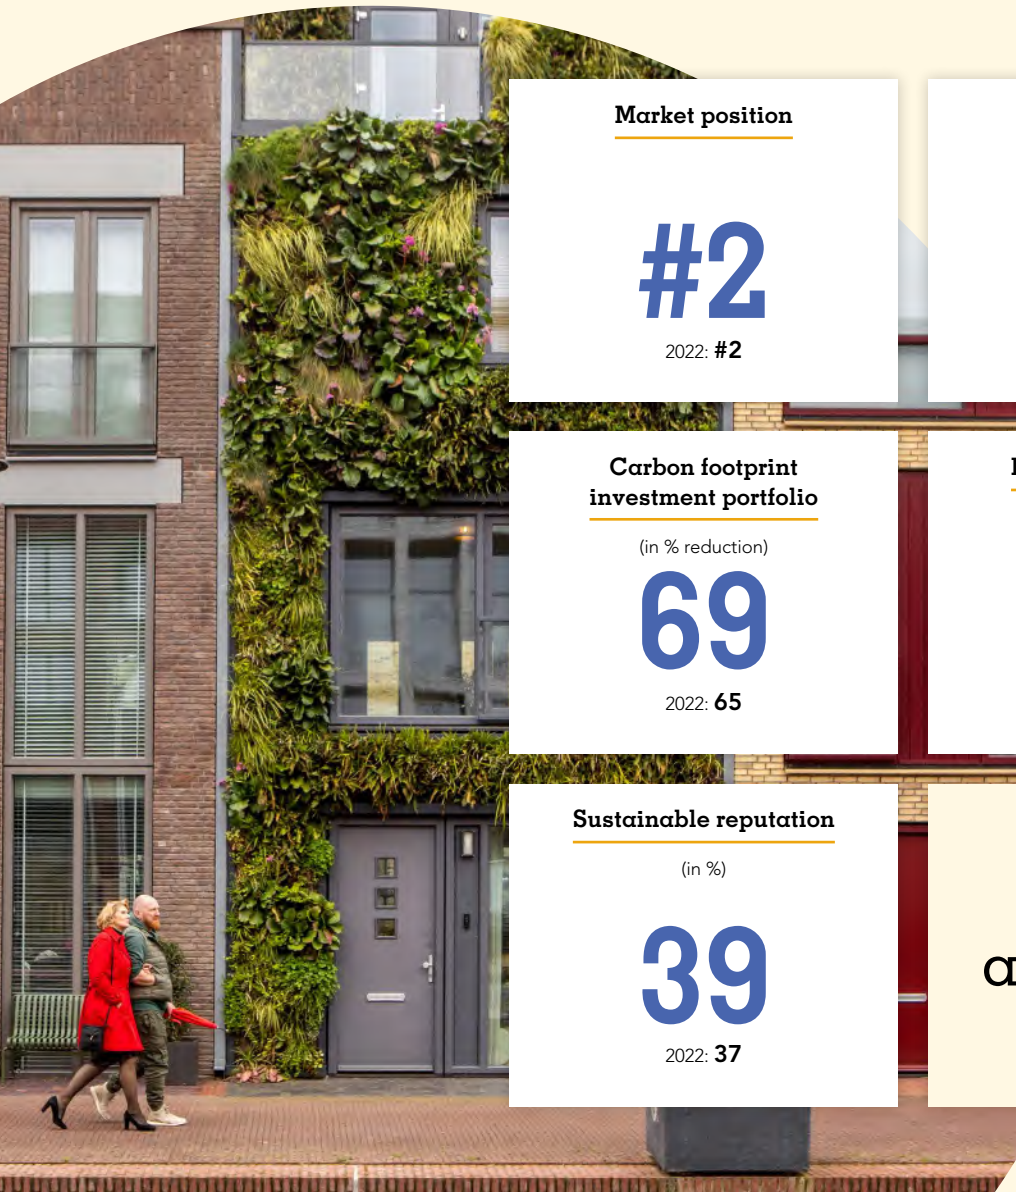 Market position
#2
2022: #2
Carbon footprint
investment portfolio
(in % reduction)
69
2022: 65
Sustainable reputation
(in %)
39
2022: 37